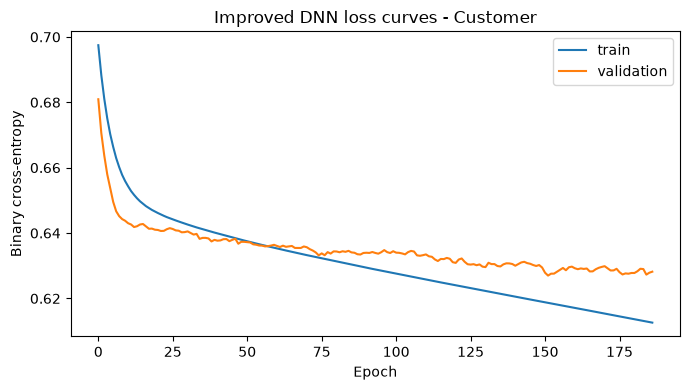 Improved DNN loss curves - Customer
train
validation
Binary cross-entropy
0.70
0.68
0.66
0.64
0.62
0 25 50 75 100 125 150 175
Epoch